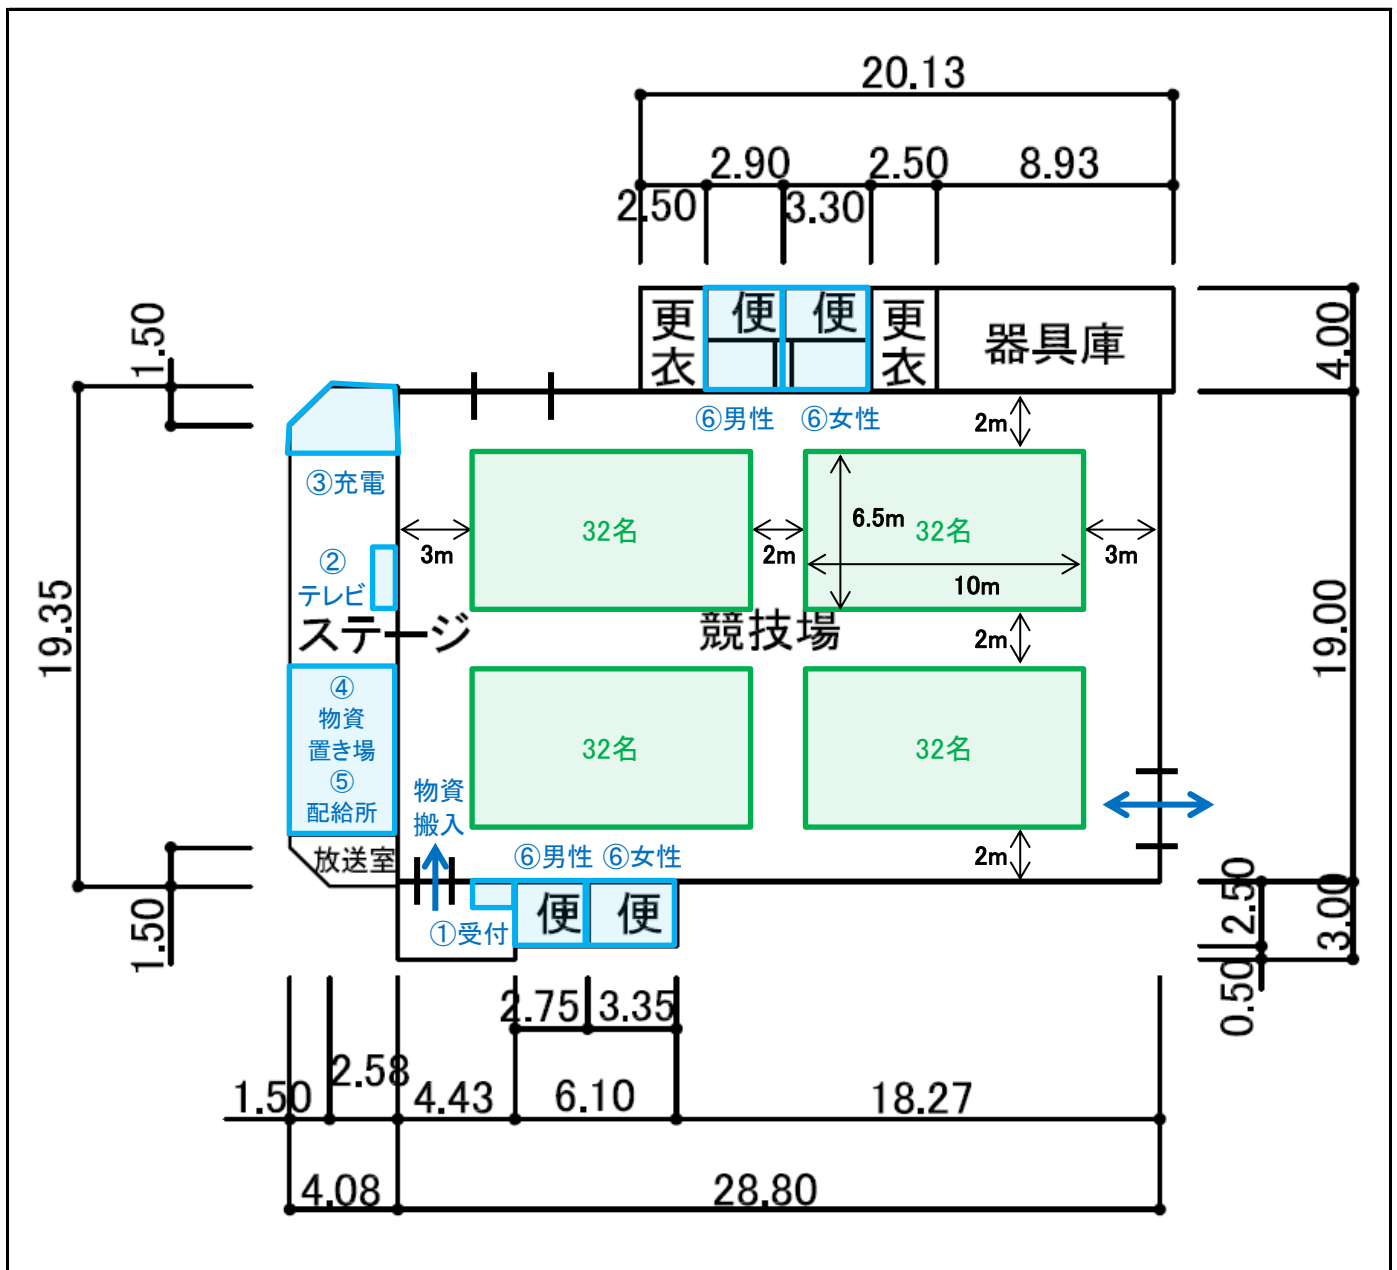 20.13
2.90
2.50
8.93
2.50
3.30
更衣
便
便
更衣
器具庫
1.50
4.00
⑥男性
⑥女性
2m
③充電
32名
6.5m
32名
3m
2m
3m
②
テレビ
10m
ステージ
競技場
2m
19.35
19.00
④
物資
置き場
⑤
配給所
32名
32名
物資
搬入
放送室
⑥男性
⑥女性
2m
①受付
便
便
1.50
2.50
3.00
0.50
2.75
3.35
1.50
2.58
4.43
6.10
18.27
4.08
28.80